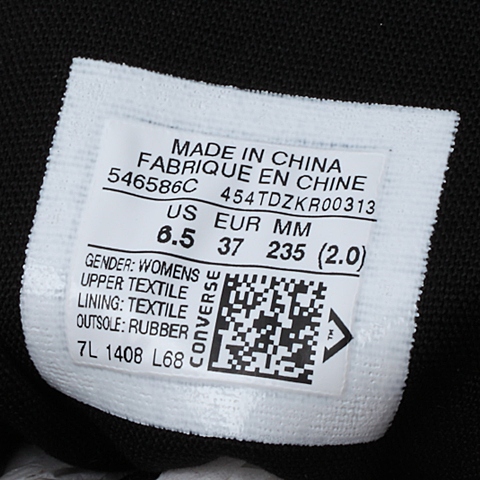 MADE IN CHINA
FABRIQUE EN CHINE
546586C 454TDZKR00313
US EUR MM
6.5 37 235 (2.0)
GENDER: WOMENS
UPPER: TEXTILE
LINING: TEXTILE
OUTSOLE: RUBBER
7L 1408 L68
CONVERSE